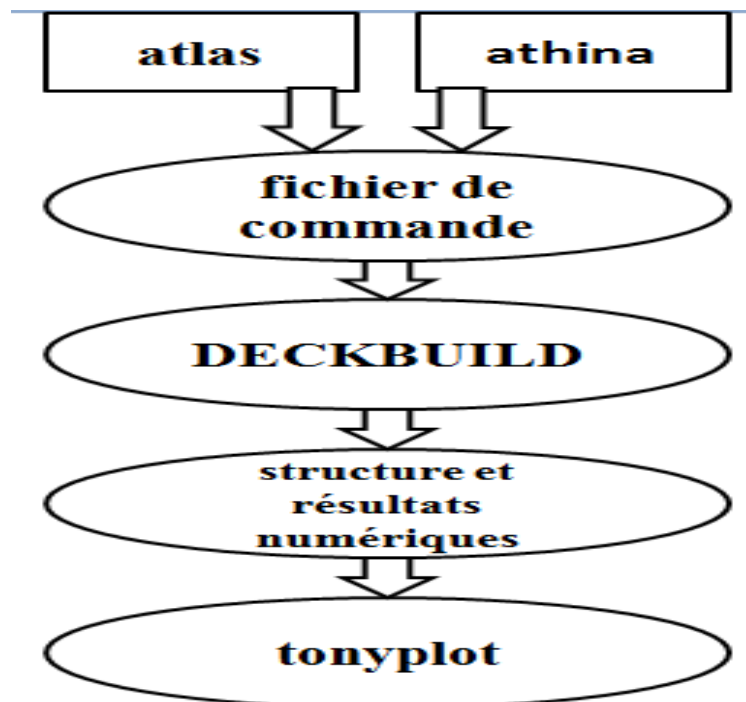 atlas
athina
fichier de
commande
DECKBUILD
structure et
résultats
numériques
tonyplot